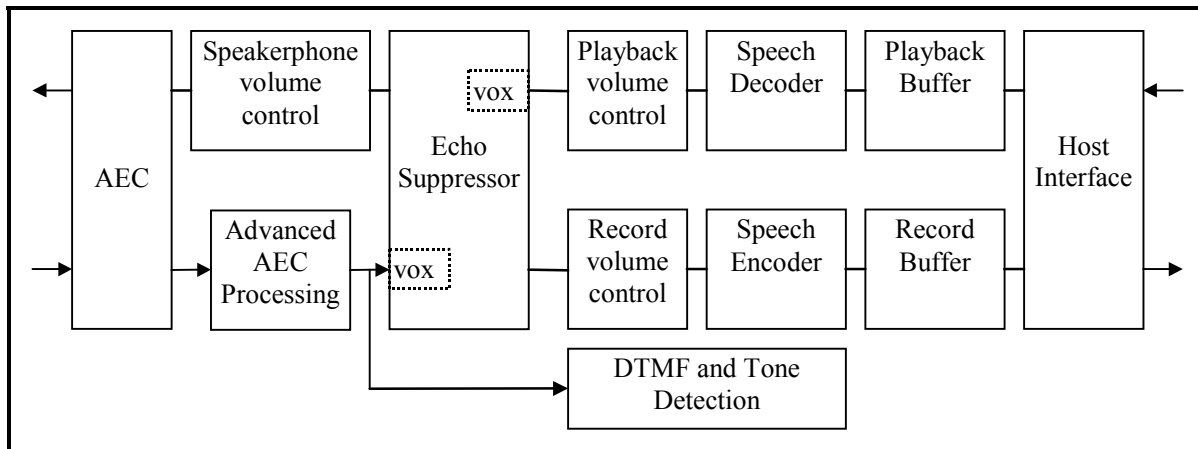 AEC
Speakerphone
volume
control
Echo
Suppressor
vox
vox
Playback
volume
control
Speech
Decoder
Playback
Buffer
Host
Interface
Advanced
AEC
Processing
Record
volume
control
Speech
Encoder
Record
Buffer
DTMF and Tone
Detection